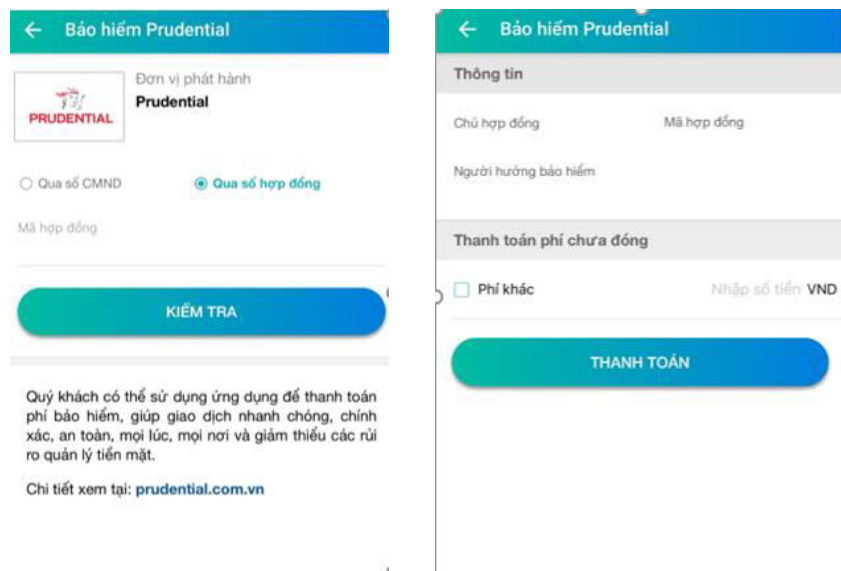 Bảo hiểm Prudential
Đơn vị phát hành
Prudential
PRUDENTIAL
Qua số CMND
Qua số hợp đồng
Mã hợp đồng
KIỂM TRA
Quý khách có thể sử dụng ứng dụng để thanh toán
phí bảo hiểm, giúp giao dịch nhanh chóng, chính
xác, an toàn, mọi lúc, mọi nơi và giảm thiểu các rủi
ro quản lý tiền mặt.
Chi tiết xem tại: prudential.com.vn
Bảo hiểm Prudential
Thông tin
Chủ hợp đồng
Mã hợp đồng
Người hưởng bảo hiểm
Thanh toán phí chưa đóng
Phí khác
Nhập số tiền VND
THANH TOÁN